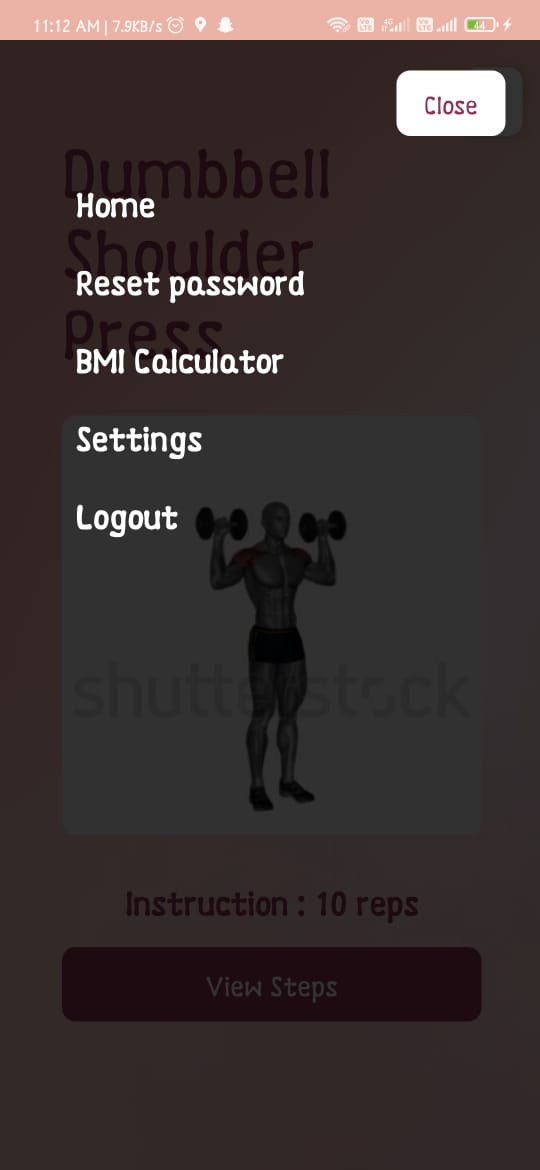 11:12 AM | 7.9KB/s
44
Close
Dumbbell
Home
Shoulder
Reset password
Press
BMI Calculator
Settings
Logout
shutterstock
Instruction : 10 reps
View Steps